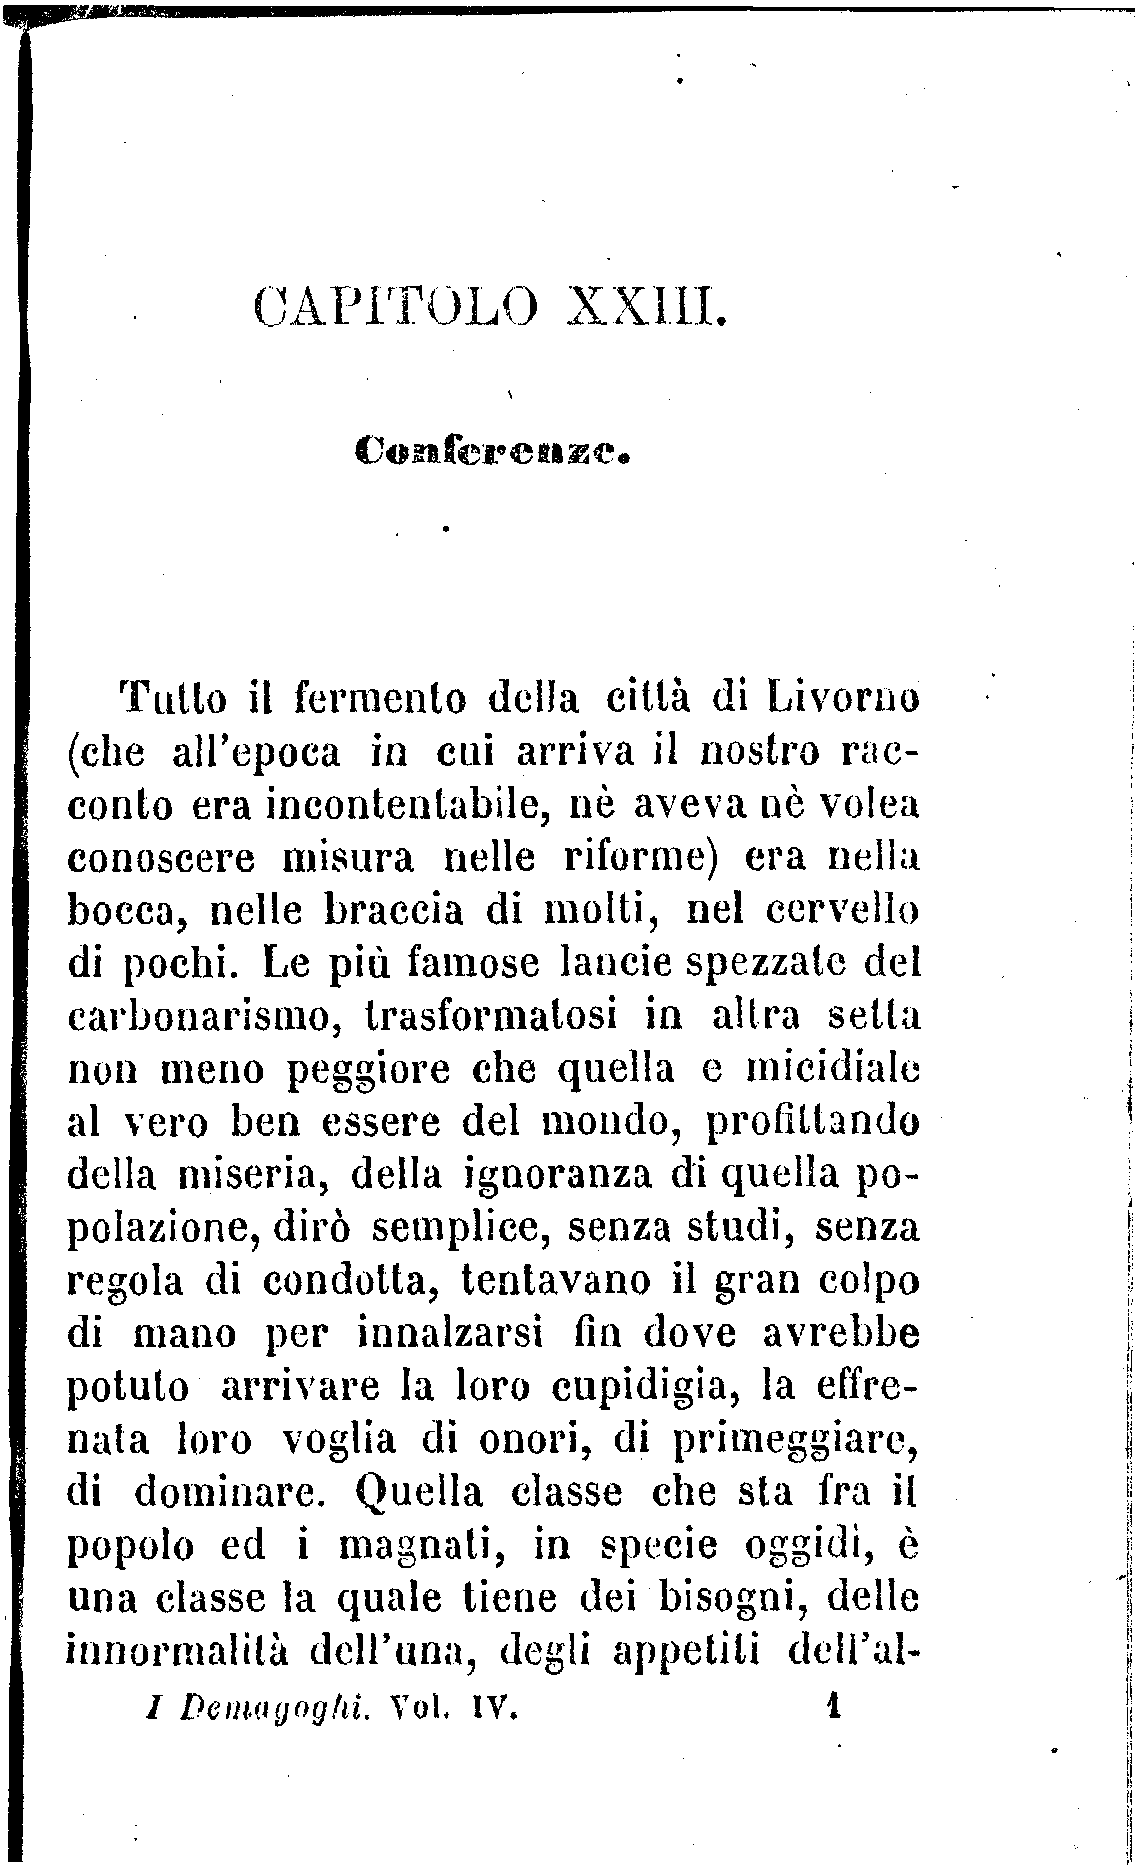 CAPITOLO XXIII.
Conferenze.
Tutto il fermento della città di Livorno
(che all'epoca in cui arriva il nostro rac-
conto era incontentabile, nè aveva nè volea
conoscere misura nelle riforme) era nella
bocca, nelle braccia di molti, nel cervello
di pochi. Le più famose lancie spezzate del
carbonarismo, trasformatosi in altra setta
non meno peggiore che quella e micidiale
al vero ben essere del mondo, profittando
della miseria, della ignoranza di quella po-
polazione, dirò semplice, senza studi, senza
regola di condotta, tentavano il gran colpo
di mano per innalzarsi fin dove avrebbe
potuto arrivare la loro cupidigia, la effre-
nata loro voglia di onori, di primeggiare,
di dominare. Quella classe che sta fra il
popolo ed i magnati, in specie oggidì, è
una classe la quale tiene dei bisogni, delle
innormalità dell'una, degli appetiti dell'al-
I Demagoghi. Vol. IV. 1